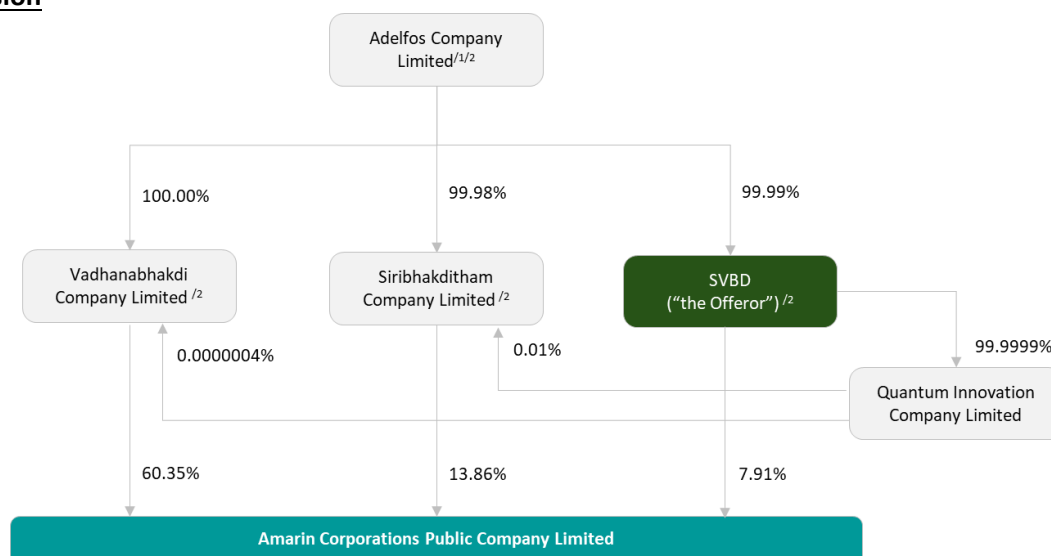 Adelfos Company
Limited/1/2
100.00%
99.98%
99.99%
Vadhanabhakdi
Company Limited /2
Siribhakditham
Company Limited /2
SVBD
(“the Offeror”) /2
0.0000004%
0.01%
99.9999%
Quantum Innovation
Company Limited
60.35%
13.86%
7.91%
Amarin Corporations Public Company Limited